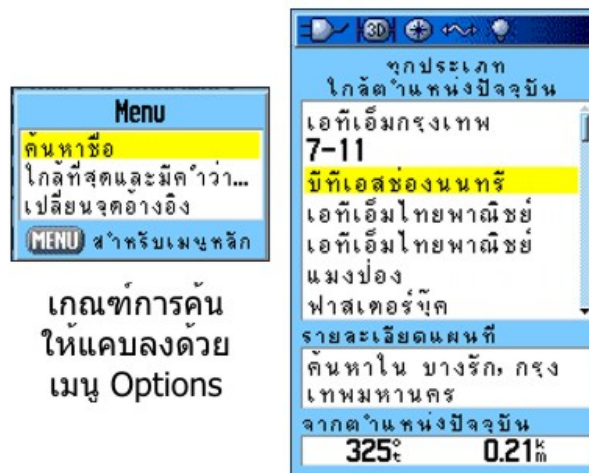 Menu
ค้นหาชื่อ
ใกล้ที่สุดและมีคำว่า...
เปลี่ยนจุดอ้างอิง
MENU สำหรับเมนูหลัก
เกณฑ์การค้น
ให้แคบลงด้วย
เมนู Options
3D
ทุกประเภท
ใกล้ตำแหน่งปัจจุบัน
เอทีเอ็มกรุงเทพ
7-11
บีทีเอสช่องนนทรี
เอทีเอ็มไทยพาณิชย์
เอทีเอ็มไทยพาณิชย์
แมงป่อง
ฟาสเตอร์บุ๊ค
รายละเอียดแผนที่
ค้นหาใน บางรัก, กรุง
เทพมหานคร
จากตำแหน่งปัจจุบัน
325°t 0.21km